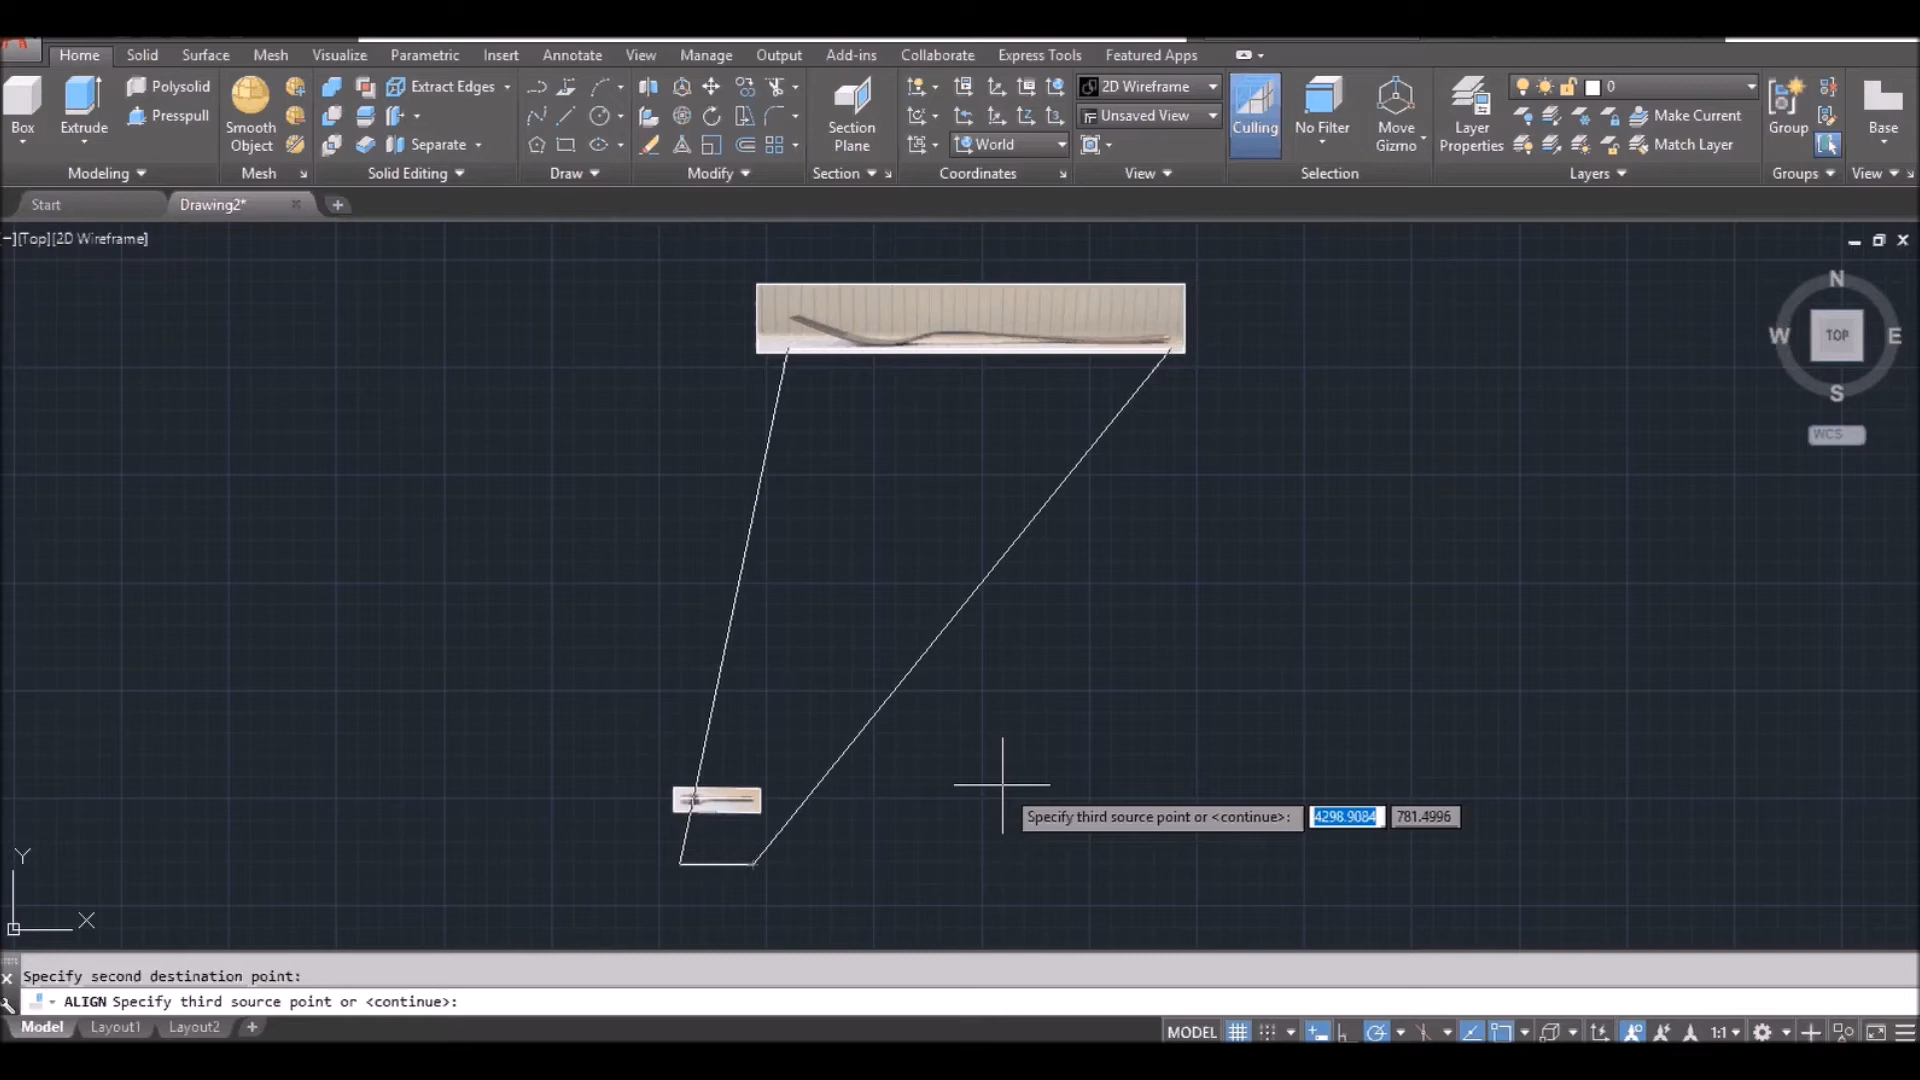 Home Solid Surface Mesh Visualize Parametric Insert Annotate View Manage Output Add-ins Collaborate Express Tools Featured Apps
Polysolid
Extract Edges
2D Wireframe
0
Presspull
Unsaved View
Make Current
Box
Extrude
Smooth
Object
Section
Plane
Culling
No Filter
Move
Gizmo
Layer
Properties
Group
Base
Separate
World
Match Layer
Modeling
Mesh
Solid Editing
Draw
Modify
Section
Coordinates
View
Selection
Layers
Groups
View
Start
Drawing2*
[Top][2D Wireframe]
N
W
TOP
E
S
WCS
Specify third source point or <continue>: 4298.9084 781.4996
Y
X
Specify second destination point:
ALIGN Specify third source point or <continue>:
Model Layout1 Layout2
MODEL
1:1